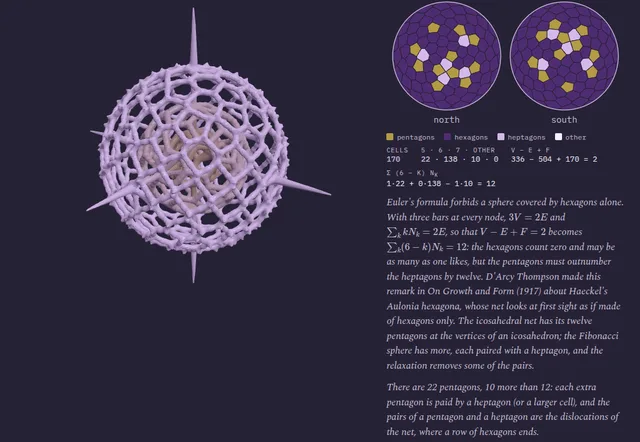 north south
pentagons hexagons heptagons other
CELLS 5 · 6 · 7 · OTHER V − E + F
170 22 · 138 · 10 · 0 336 − 504 + 170 = 2
Σ (6 − K) Nₖ
1·22 + 0·138 − 1·10 = 12
Euler's formula forbids a sphere covered by hexagons alone.
With three bars at every node, 3V = 2E and
∑ₖ kNₖ = 2E, so that V − E + F = 2 becomes
∑ₖ(6 − k)Nₖ = 12: the hexagons count zero and may be
as many as one likes, but the pentagons must outnumber
the heptagons by twelve. D'Arcy Thompson made this
remark in On Growth and Form (1917) about Haeckel's
Aulonia hexagona, whose net looks at first sight as if made
of hexagons only. The icosahedral net has its twelve
pentagons at the vertices of an icosahedron; the Fibonacci
sphere has more, each paired with a heptagon, and the
relaxation removes some of the pairs.
There are 22 pentagons, 10 more than 12: each extra
pentagon is paid by a heptagon (or a larger cell), and the
pairs of a pentagon and a heptagon are the dislocations of
the net, where a row of hexagons ends.